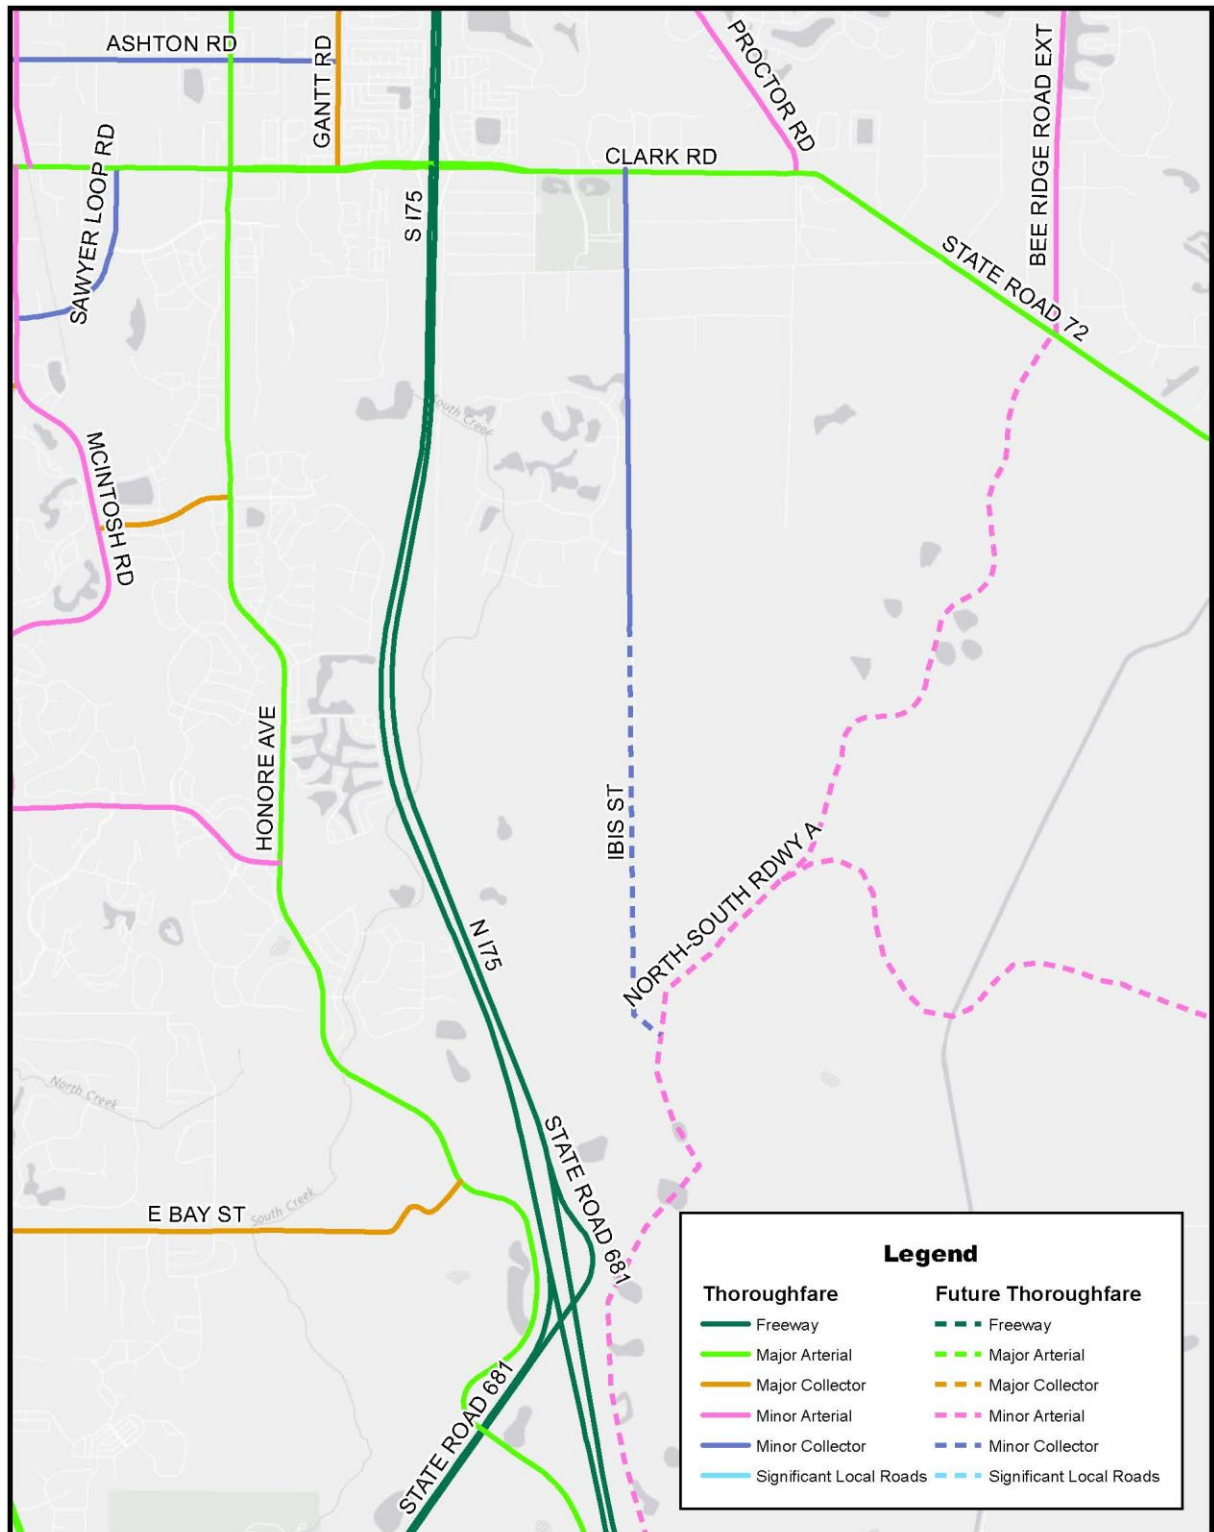 ASHTON RD
GANTT RD
PROCTOR RD
BEE RIDGE ROAD EXT
SAWYER LOOP RD
CLARK RD
S I75
STATE ROAD 72
South Creek
MCINTOSH RD
HONORE AVE
IBIS ST
NORTH-SOUTH RDWY A
N I75
North Creek
STATE ROAD 681
South Creek
E BAY ST
STATE ROAD 681
Legend
Thoroughfare
Freeway
Major Arterial
Major Collector
Minor Arterial
Minor Collector
Significant Local Roads
Future Thoroughfare
Freeway
Major Arterial
Major Collector
Minor Arterial
Minor Collector
Significant Local Roads